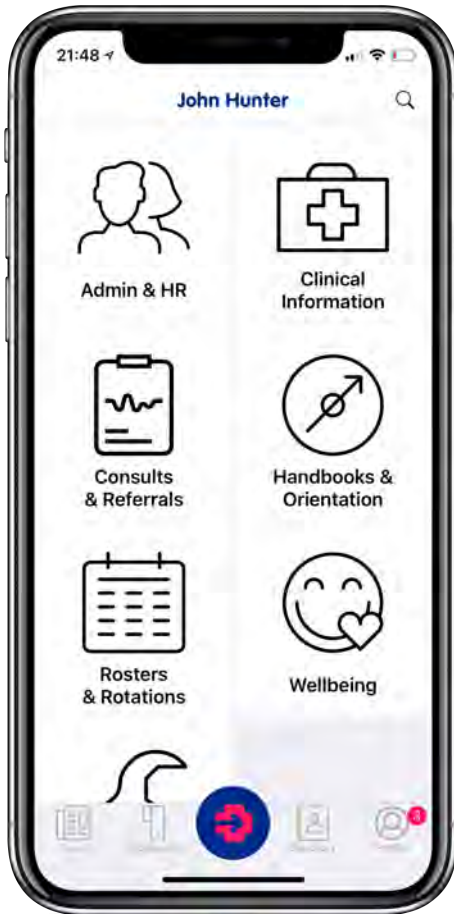 21:48
John Hunter
Admin & HR
Clinical
Information
Consults
& Referrals
Handbooks &
Orientation
Rosters
& Rotations
Wellbeing